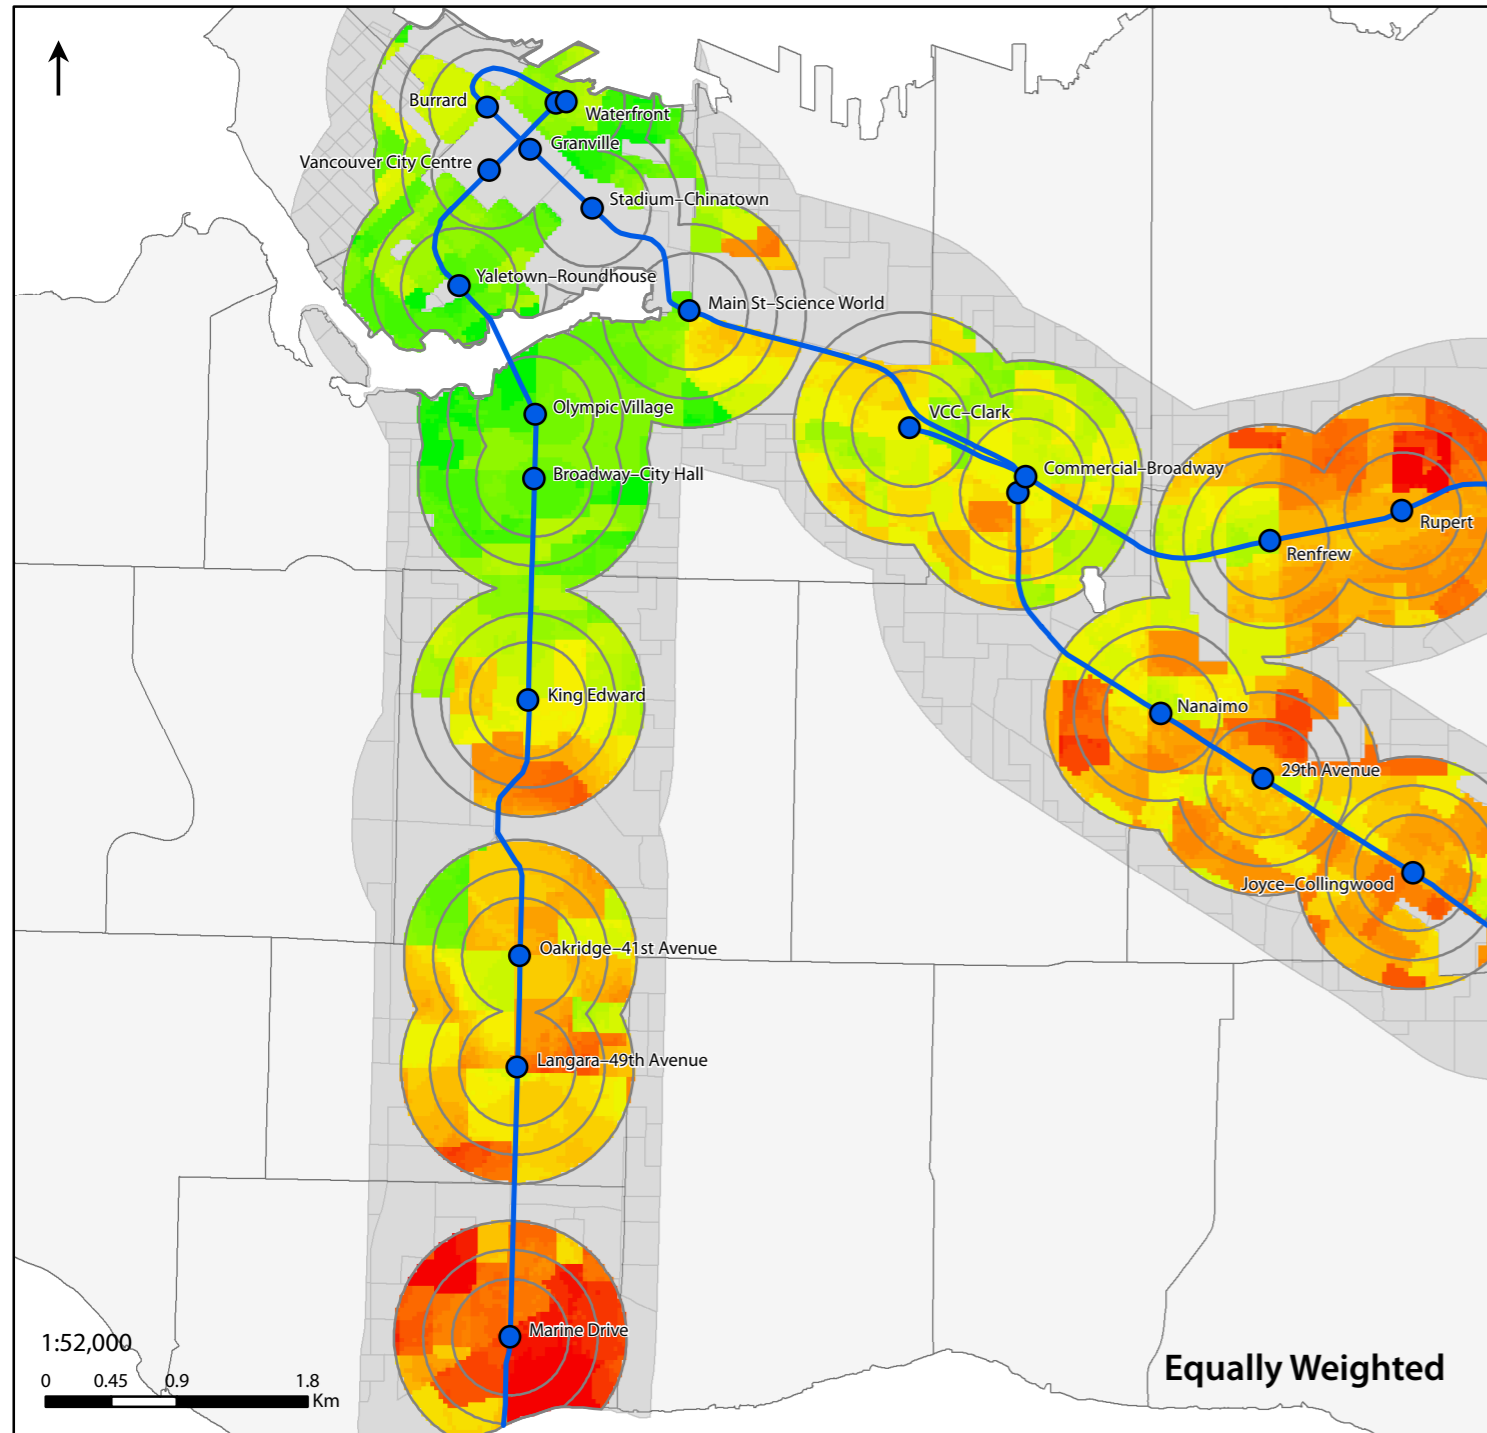 Burrard
Waterfront
Granville
Vancouver City Centre
Stadium–Chinatown
Yaletown–Roundhouse
Main St–Science World
Olympic Village
VCC–Clark
Broadway–City Hall
Commercial–Broadway
Rupert
Renfrew
King Edward
Nanaimo
29th Avenue
Joyce–Collingwood
Oakridge–41st Avenue
Langara–49th Avenue
Marine Drive
1:52,000
0 0.45 0.9 1.8
Km
Equally Weighted